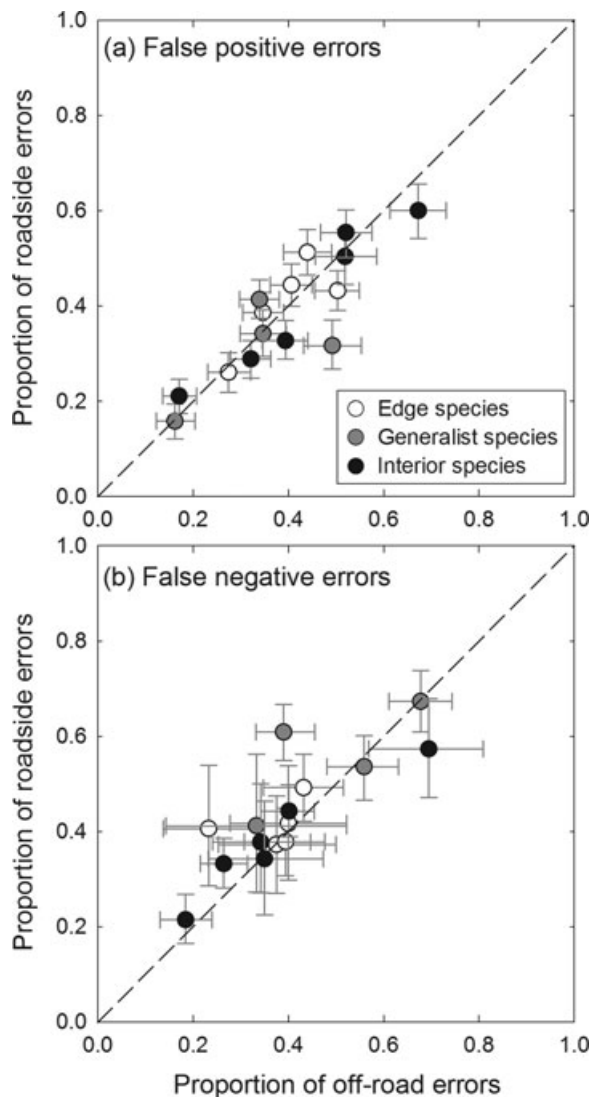 (a) False positive errors
Proportion of roadside errors
1.0
0.8
0.6
0.4
0.2
0.0
Edge species
Generalist species
Interior species
0.0 0.2 0.4 0.6 0.8 1.0
(b) False negative errors
Proportion of roadside errors
1.0
0.8
0.6
0.4
0.2
0.0
0.0 0.2 0.4 0.6 0.8 1.0
Proportion of off-road errors